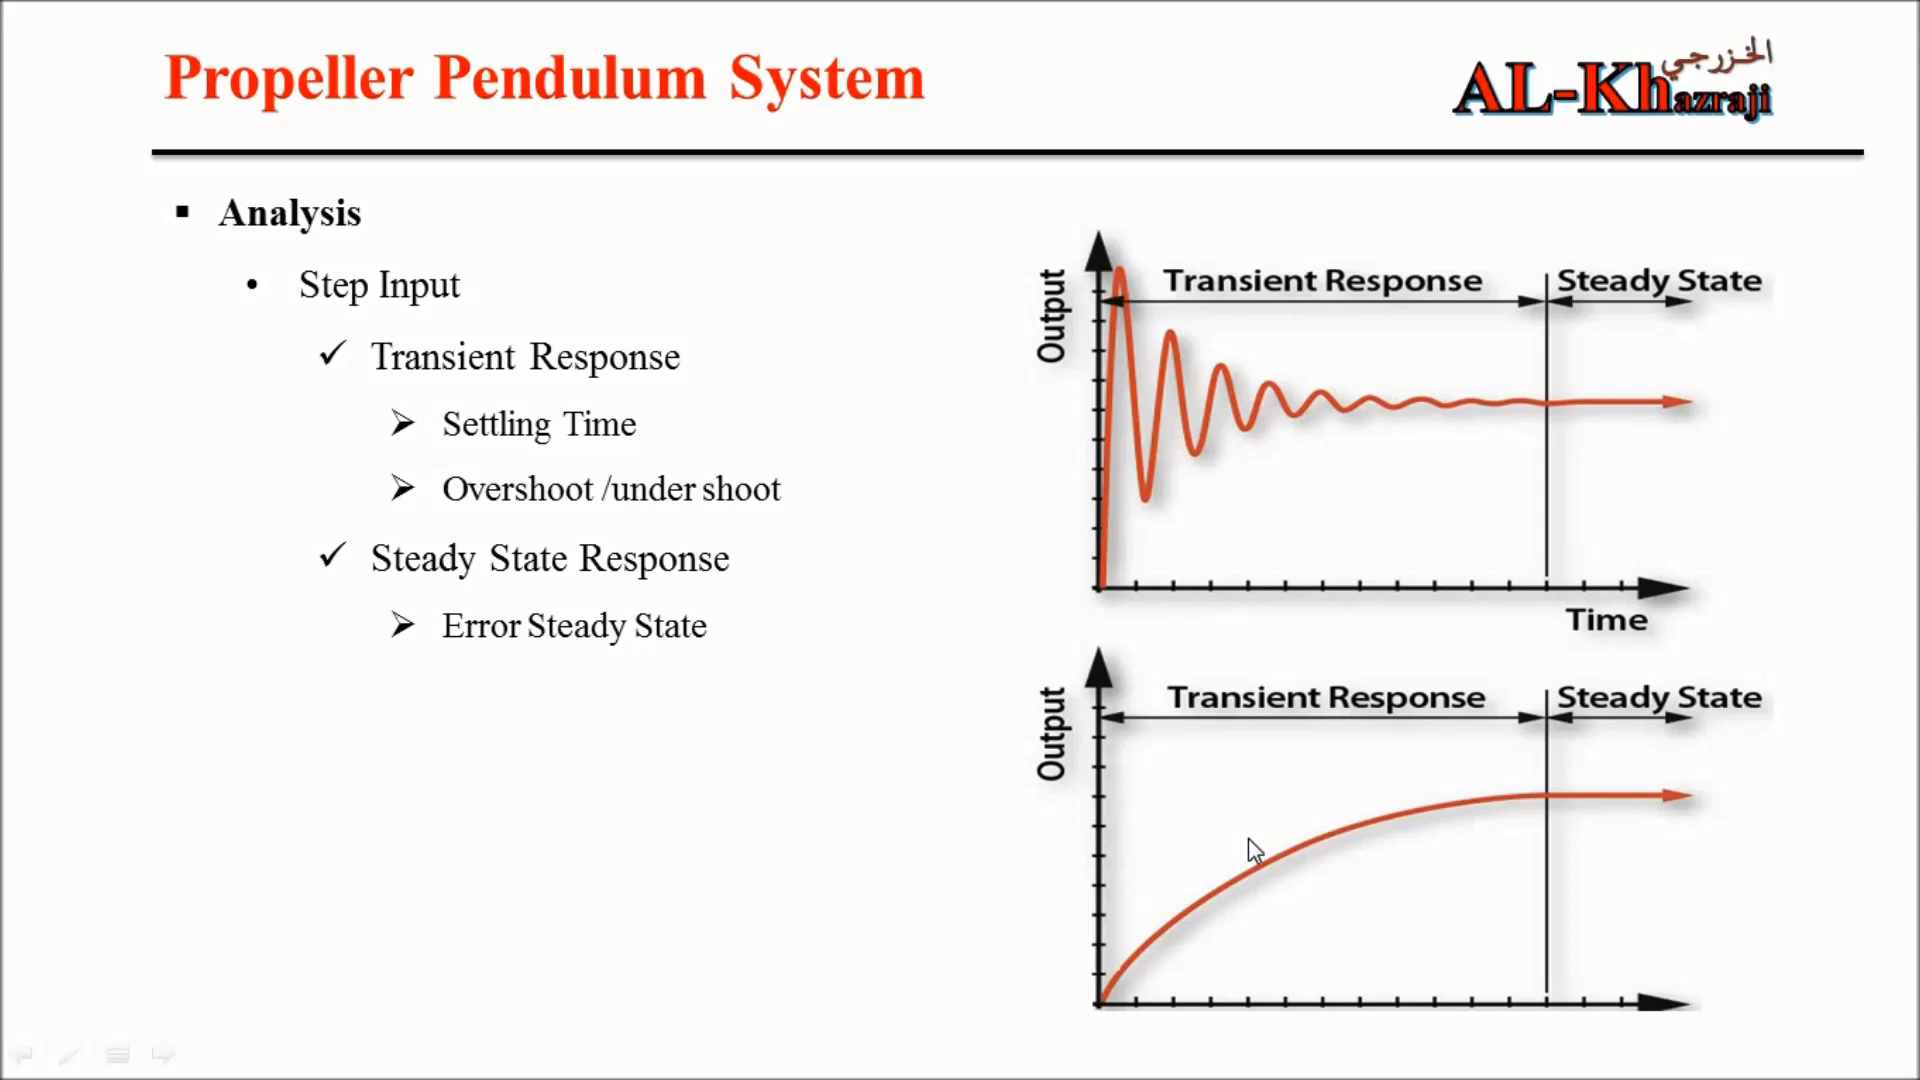 Propeller Pendulum System
الخزرجي
AL-Khazraji
Analysis
Step Input
Transient Response
Settling Time
Overshoot /under shoot
Steady State Response
Error Steady State
Output
Transient Response
Steady State
Time
Output
Transient Response
Steady State